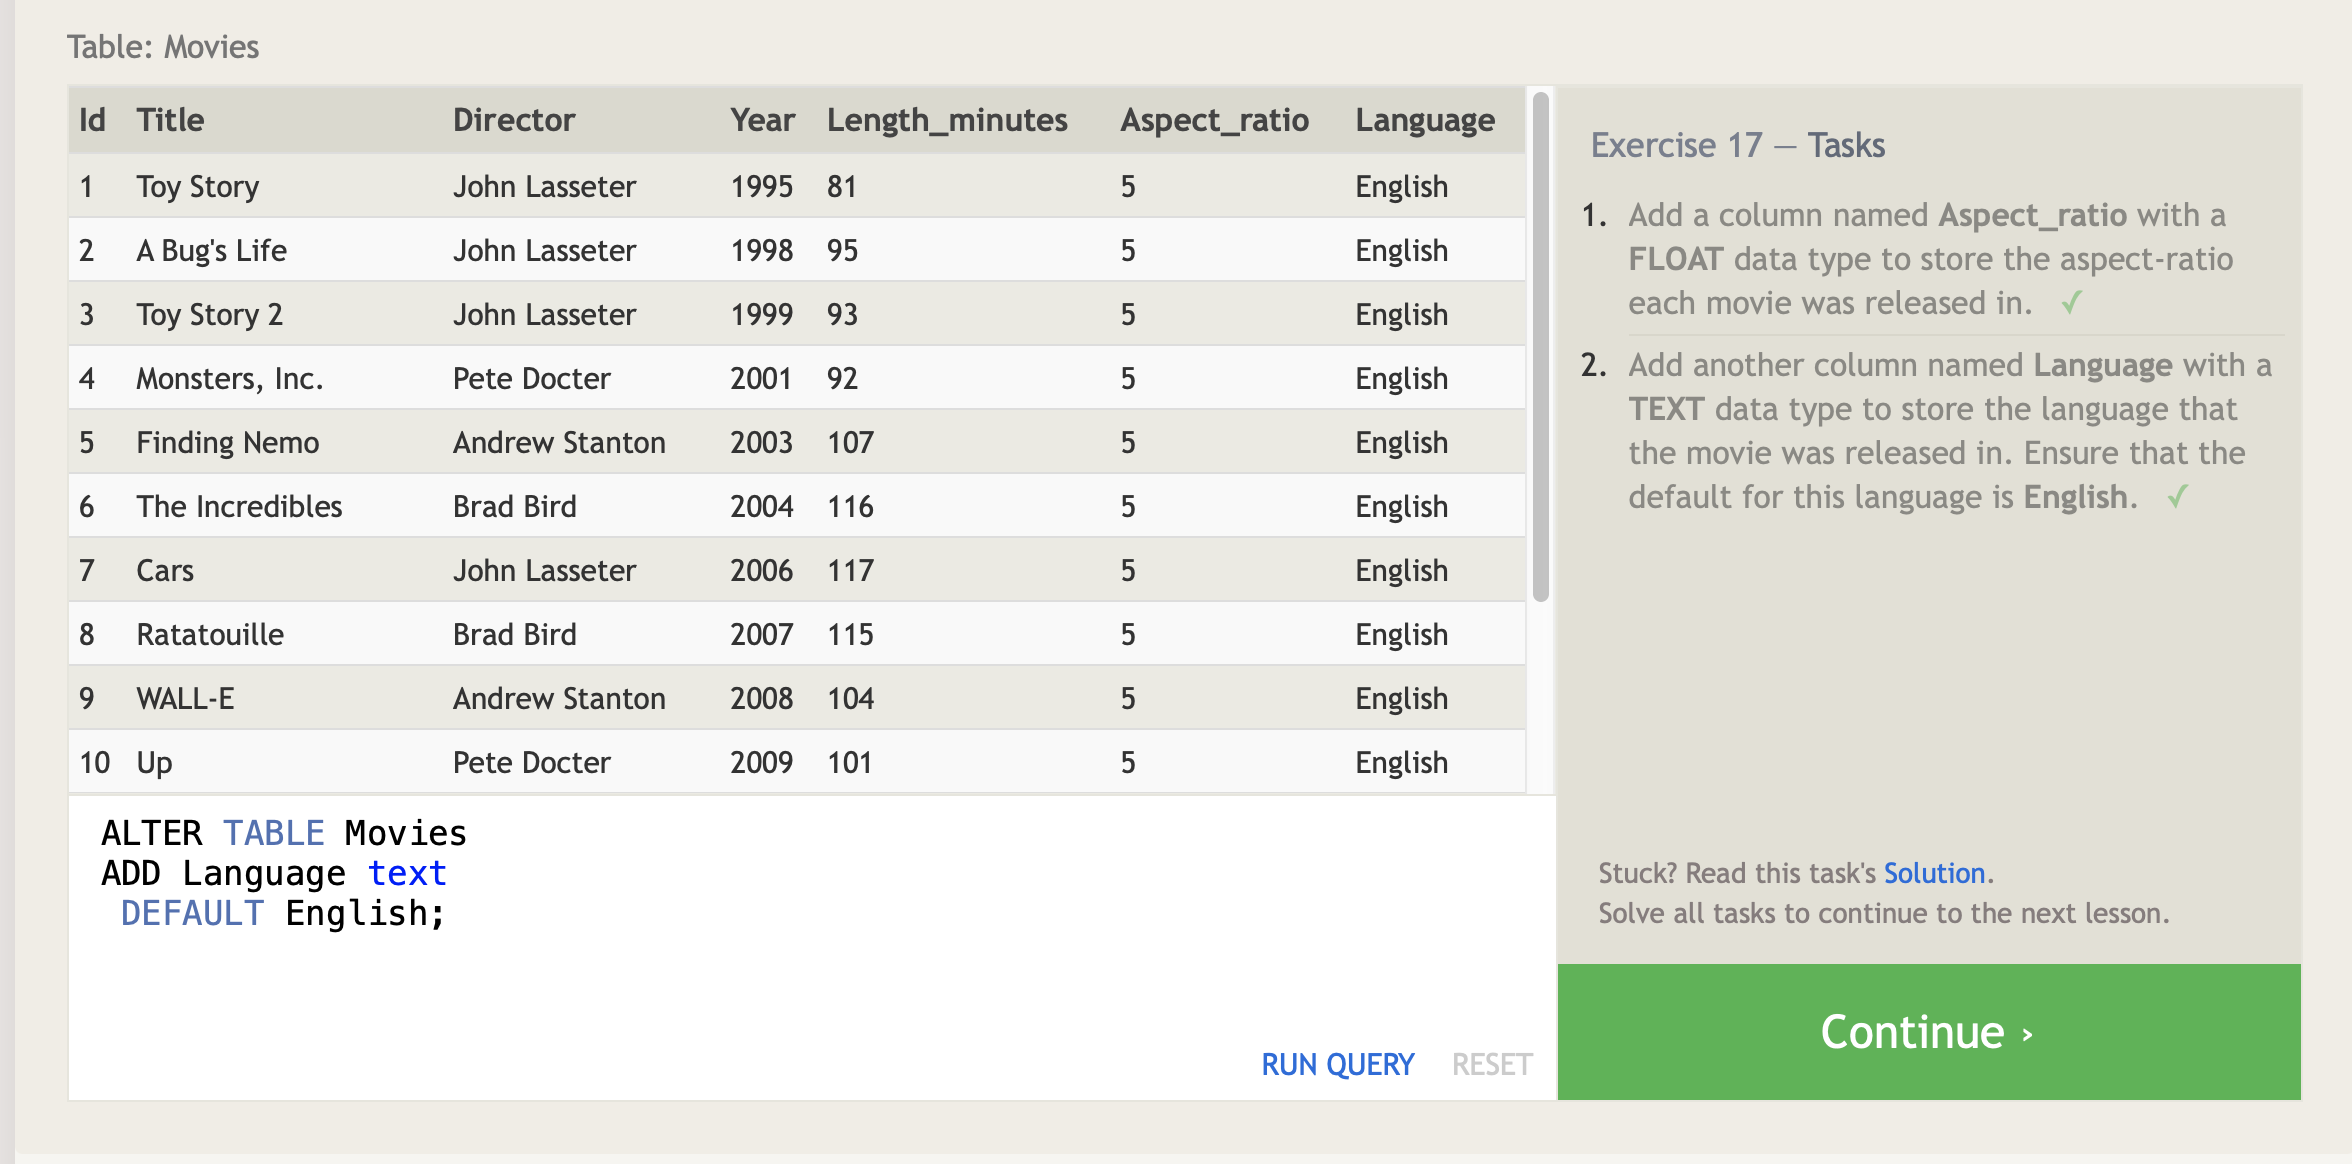 Table: Movies
Id Title Director Year Length_minutes Aspect_ratio Language
1 Toy Story John Lasseter 1995 81 5 English
2 A Bug's Life John Lasseter 1998 95 5 English
3 Toy Story 2 John Lasseter 1999 93 5 English
4 Monsters, Inc. Pete Docter 2001 92 5 English
5 Finding Nemo Andrew Stanton 2003 107 5 English
6 The Incredibles Brad Bird 2004 116 5 English
7 Cars John Lasseter 2006 117 5 English
8 Ratatouille Brad Bird 2007 115 5 English
9 WALL-E Andrew Stanton 2008 104 5 English
10 Up Pete Docter 2009 101 5 English
ALTER TABLE Movies
ADD Language text
DEFAULT English;
RUN QUERY RESET
Exercise 17 — Tasks
1. Add a column named Aspect_ratio with a
FLOAT data type to store the aspect-ratio
each movie was released in. ✓
2. Add another column named Language with a
TEXT data type to store the language that
the movie was released in. Ensure that the
default for this language is English. ✓
Stuck? Read this task's Solution.
Solve all tasks to continue to the next lesson.
Continue ›